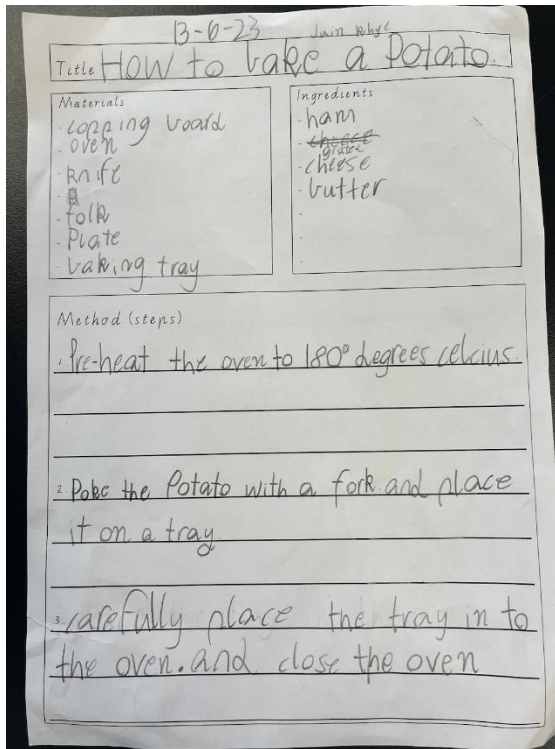 13-6-23
Title How to bake a Potato.
Materials
- copping board
- oven
- knife
-
- folk
- Plate
- baking tray
Ingredients
- ham
- grated
- cheese
- butter
-
-
-
Method (steps)
1. Pre-heat the oven to 180° degrees celcius.
2. Poke the Potato with a fork and place
it on a tray
3. carefully place the tray in to
the oven. and close the oven